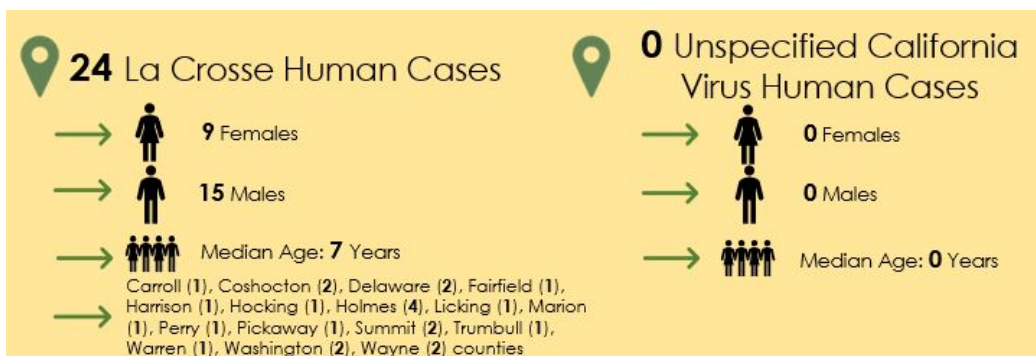 24 La Crosse Human Cases
9 Females
15 Males
Median Age: 7 Years
Carroll (1), Coshocton (2), Delaware (2), Fairfield (1),
Harrison (1), Hocking (1), Holmes (4), Licking (1), Marion
(1), Perry (1), Pickaway (1), Summit (2), Trumbull (1),
Warren (1), Washington (2), Wayne (2) counties
0 Unspecified California
Virus Human Cases
0 Females
0 Males
Median Age: 0 Years